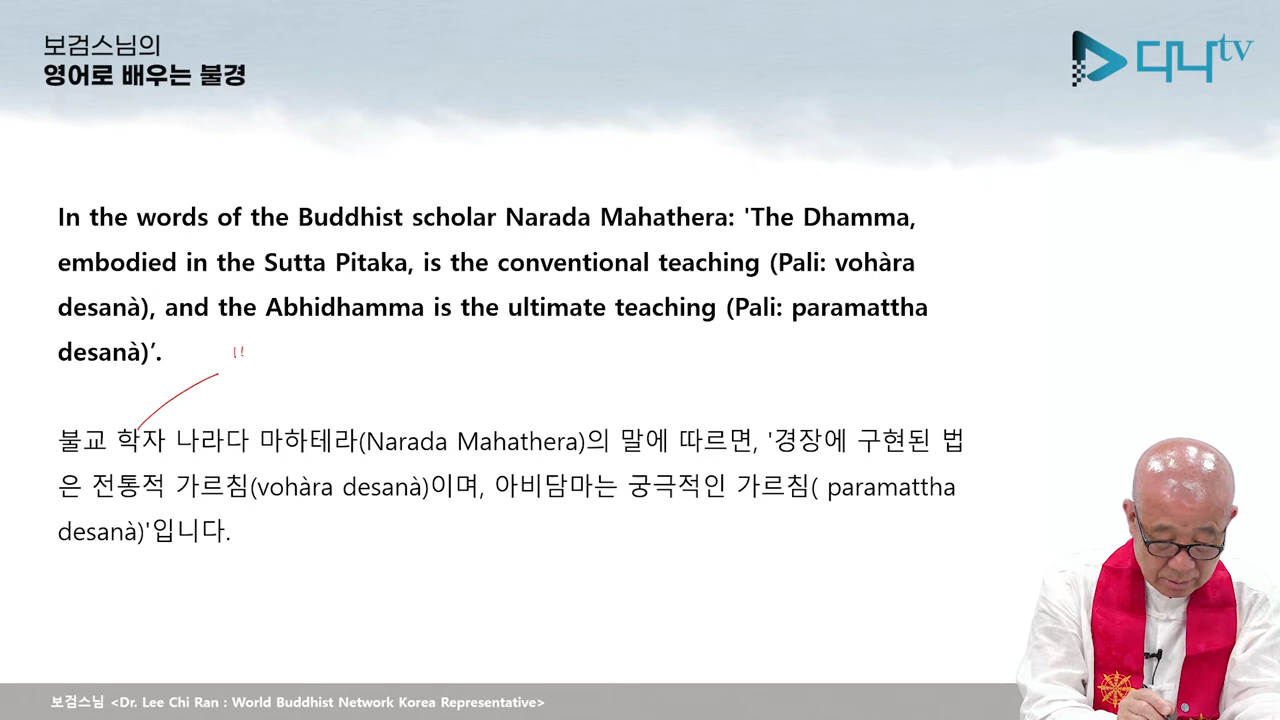 보검스님의
영어로 배우는 불경
다나tv
In the words of the Buddhist scholar Narada Mahathera: 'The Dhamma,
embodied in the Sutta Pitaka, is the conventional teaching (Pali: vohàra
desanà), and the Abhidhamma is the ultimate teaching (Pali: paramattha
desanà)’.
불교 학자 나라다 마하테라(Narada Mahathera)의 말에 따르면, '경장에 구현된 법
은 전통적 가르침(vohàra desanà)이며, 아비담마는 궁극적인 가르침( paramattha
desanà)'입니다.
보검스님 <Dr. Lee Chi Ran : World Buddhist Network Korea Representative>